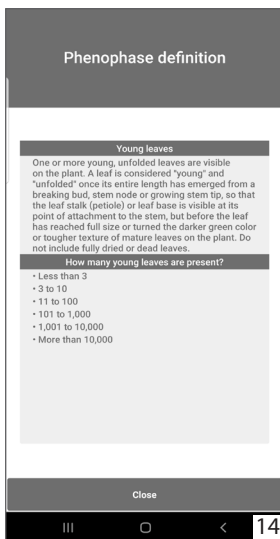 Phenophase definition
Young leaves
One or more young, unfolded leaves are visible
on the plant. A leaf is considered "young" and
"unfolded" once its entire length has emerged from a
breaking bud, stem node or growing stem tip, so that
the leaf stalk (petiole) or leaf base is visible at its
point of attachment to the stem, but before the leaf
has reached full size or turned the darker green color
or tougher texture of mature leaves on the plant. Do
not include fully dried or dead leaves.
How many young leaves are present?
• Less than 3
• 3 to 10
• 11 to 100
• 101 to 1,000
• 1,001 to 10,000
• More than 10,000
Close
14